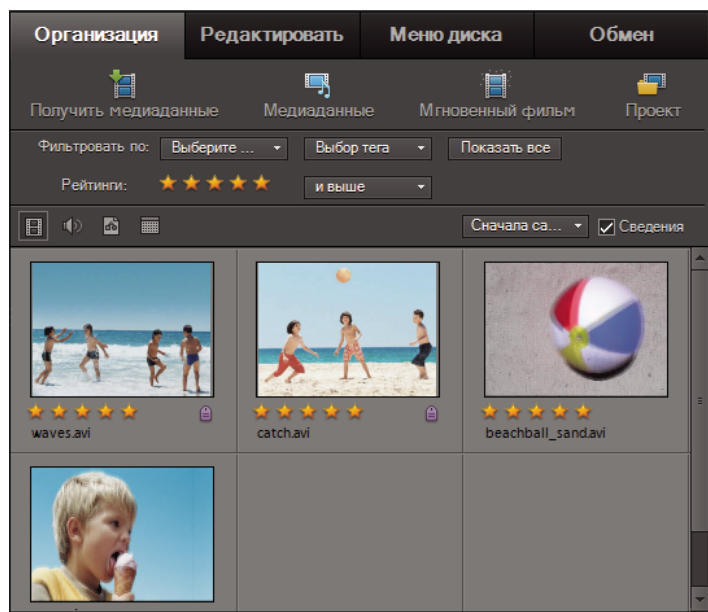 Организация Редактировать Меню диска Обмен
Получить медиаданные Медиаданные Мгновенный фильм Проект
Фильтровать по: Выберите ... Выбор тега Показать все
Рейтинги: и выше
Сначала са... Сведения
waves.avi catch.avi beachball_sand.avi